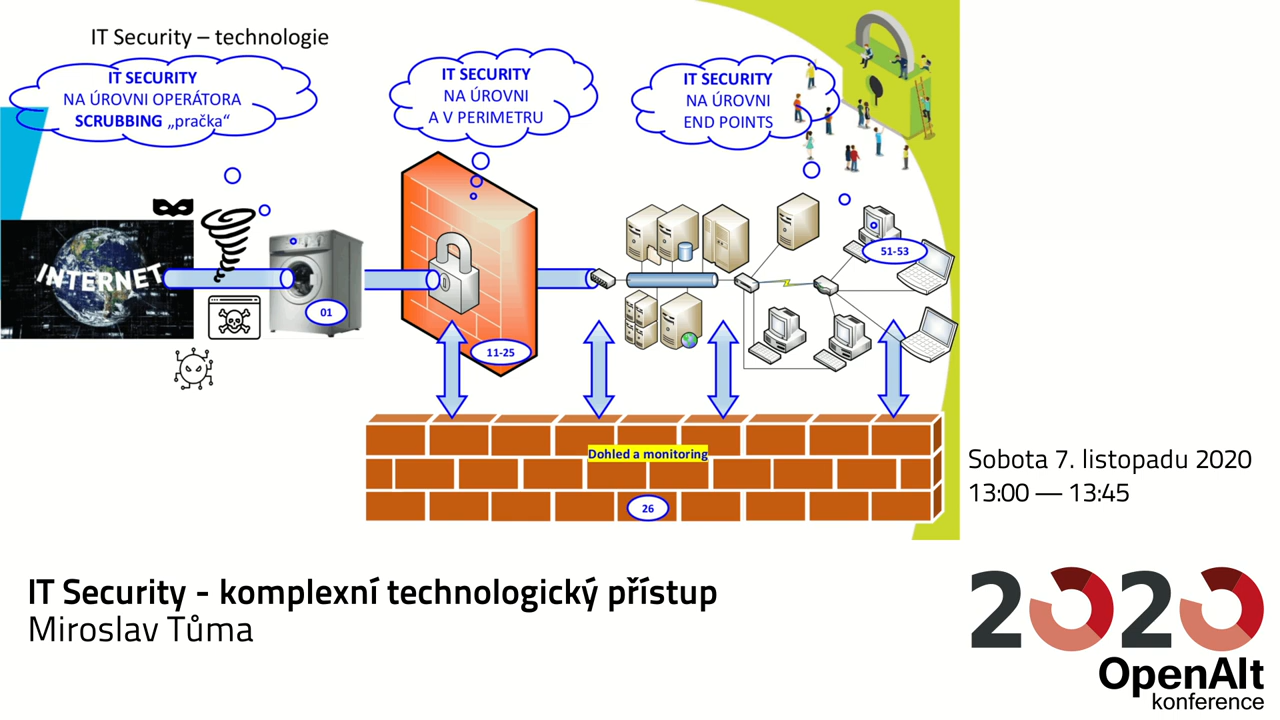 IT Security – technologie
IT SECURITY
NA ÚROVNI OPERÁTORA
SCRUBBING „pračka“
IT SECURITY
NA ÚROVNI
A V PERIMETRU
IT SECURITY
NA ÚROVNI
END POINTS
INTERNET
01
11-25
51-53
Dohled a monitoring
26
Sobota 7. listopadu 2020
13:00 — 13:45
IT Security - komplexní technologický přístup
Miroslav Tůma
2020
OpenAlt
konference